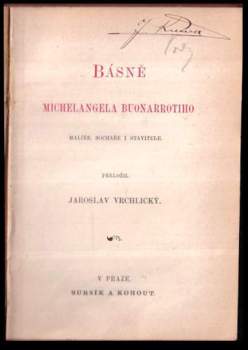 BÁSNĚ
MICHELANGELA BUONARROTIHO
MALÍŘE, SOCHAŘE I STAVITELE.
PŘELOŽIL
JAROSLAV VRCHLICKÝ.
V PRAZE.
BURSÍK A KOHOUT.